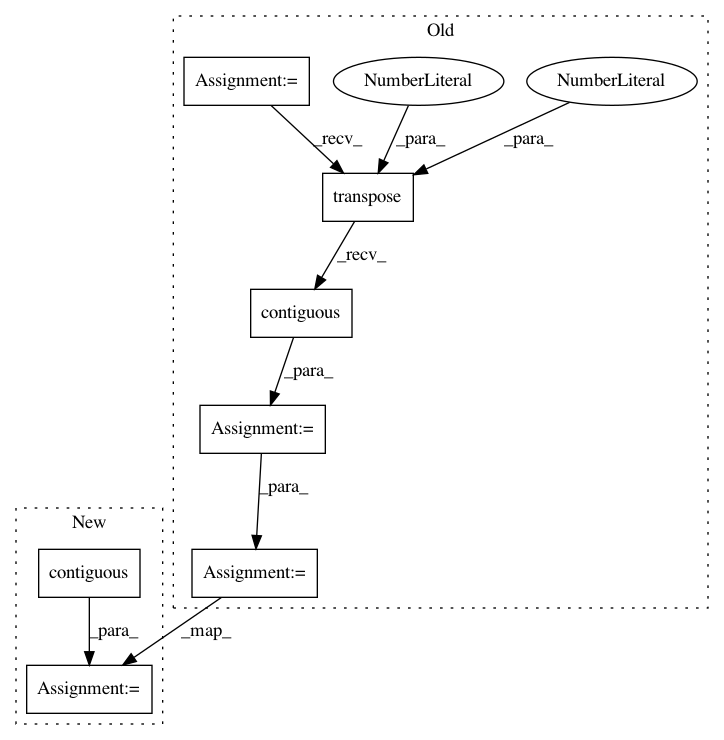 Old
Assignment:=
NumberLiteral
NumberLiteral
_recv_
_para_
_para_
transpose
_recv_
contiguous
_para_
Assignment:=
_para_
New
contiguous
Assignment:=
_para_
_map_
Assignment:=